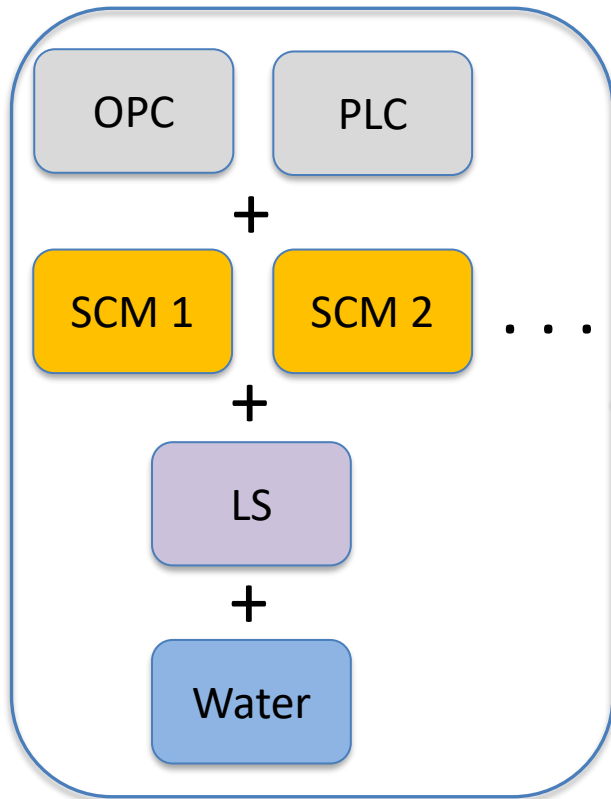 OPC PLC
+
SCM 1 SCM 2 . . .
+
LS
+
Water